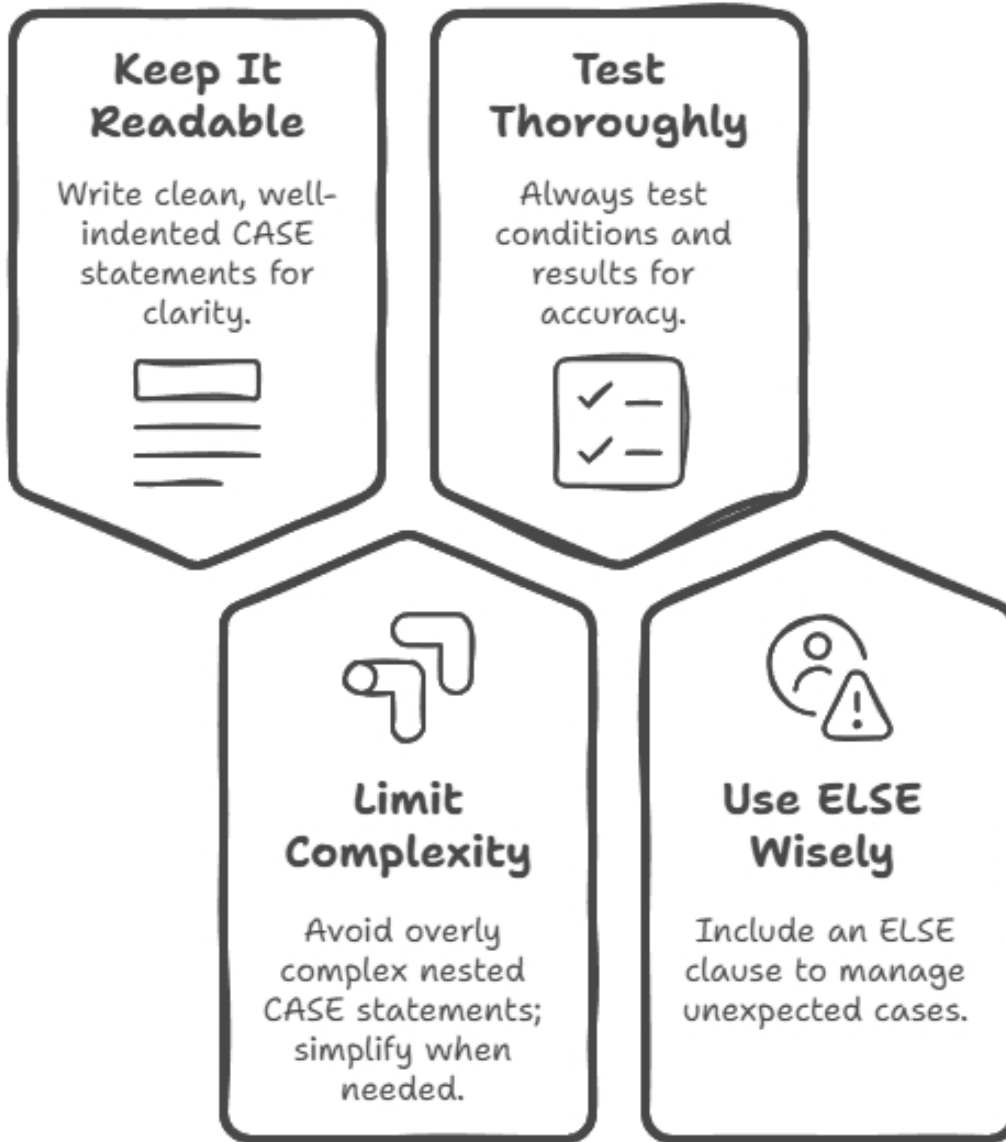 Keep It
Readable
Write clean, well-
indented CASE
statements for
clarity.
Test
Thoroughly
Always test
conditions and
results for
accuracy.
Limit
Complexity
Avoid overly
complex nested
CASE statements;
simplify when
needed.
Use ELSE
Wisely
Include an ELSE
clause to manage
unexpected cases.